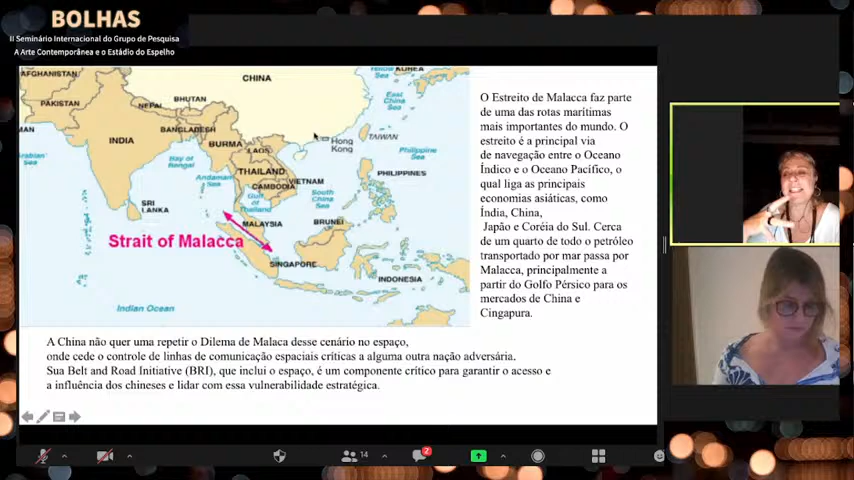 BOLHAS
II Seminário Internacional do Grupo de Pesquisa
A Arte Contemporânea e o Estádio do Espelho
AFGHANISTAN
CHINA
KOREA
Sea
East
China
Sea
PAKISTAN
NEPAL
BHUTAN
BANGLADESH
INDIA
BURMA
LAOS
Hong
Kong
TAIWAN
Philippine
Sea
Bay of
Bengal
THAILAND
VIETNAM
CAMBODIA
PHILIPPINES
Andaman
Sea
Gulf
of
Thailand
South
China
Sea
SRI
LANKA
MALAYSIA
BRUNEI
Strait of Malacca
SINGAPORE
INDONESIA
Indian Ocean
O Estreito de Malacca faz parte
de uma das rotas marítimas
mais importantes do mundo. O
estreito é a principal via
de navegação entre o Oceano
Índico e o Oceano Pacífico, o
qual liga as principais
economias asiáticas, como
Índia, China,
Japão e Coréia do Sul. Cerca
de um quarto de todo o petróleo
transportado por mar passa por
Malacca, principalmente a
partir do Golfo Pérsico para os
mercados de China e
Cingapura.
A China não quer uma repetir o Dilema de Malaca desse cenário no espaço,
onde cede o controle de linhas de comunicação espaciais críticas a alguma outra nação adversária.
Sua Belt and Road Initiative (BRI), que inclui o espaço, é um componente crítico para garantir o acesso e
a influência dos chineses e lidar com essa vulnerabilidade estratégica.
14
2